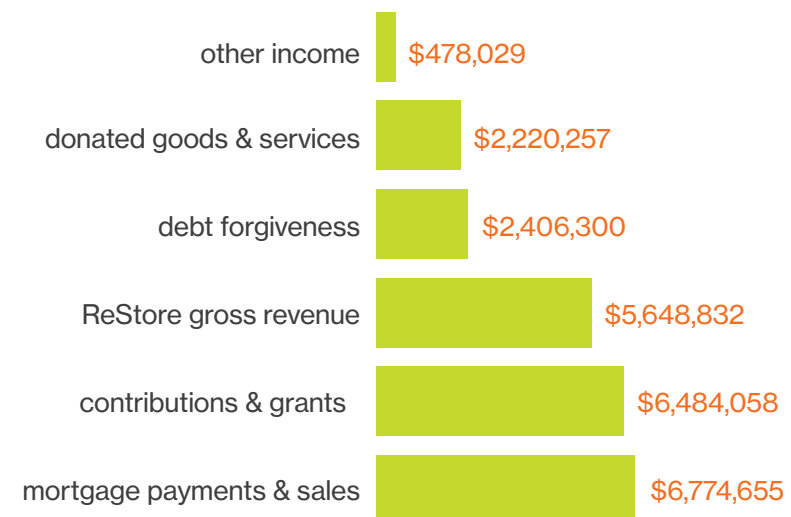 other income $478,029
donated goods & services $2,220,257
debt forgiveness $2,406,300
ReStore gross revenue $5,648,832
contributions & grants $6,484,058
mortgage payments & sales $6,774,655